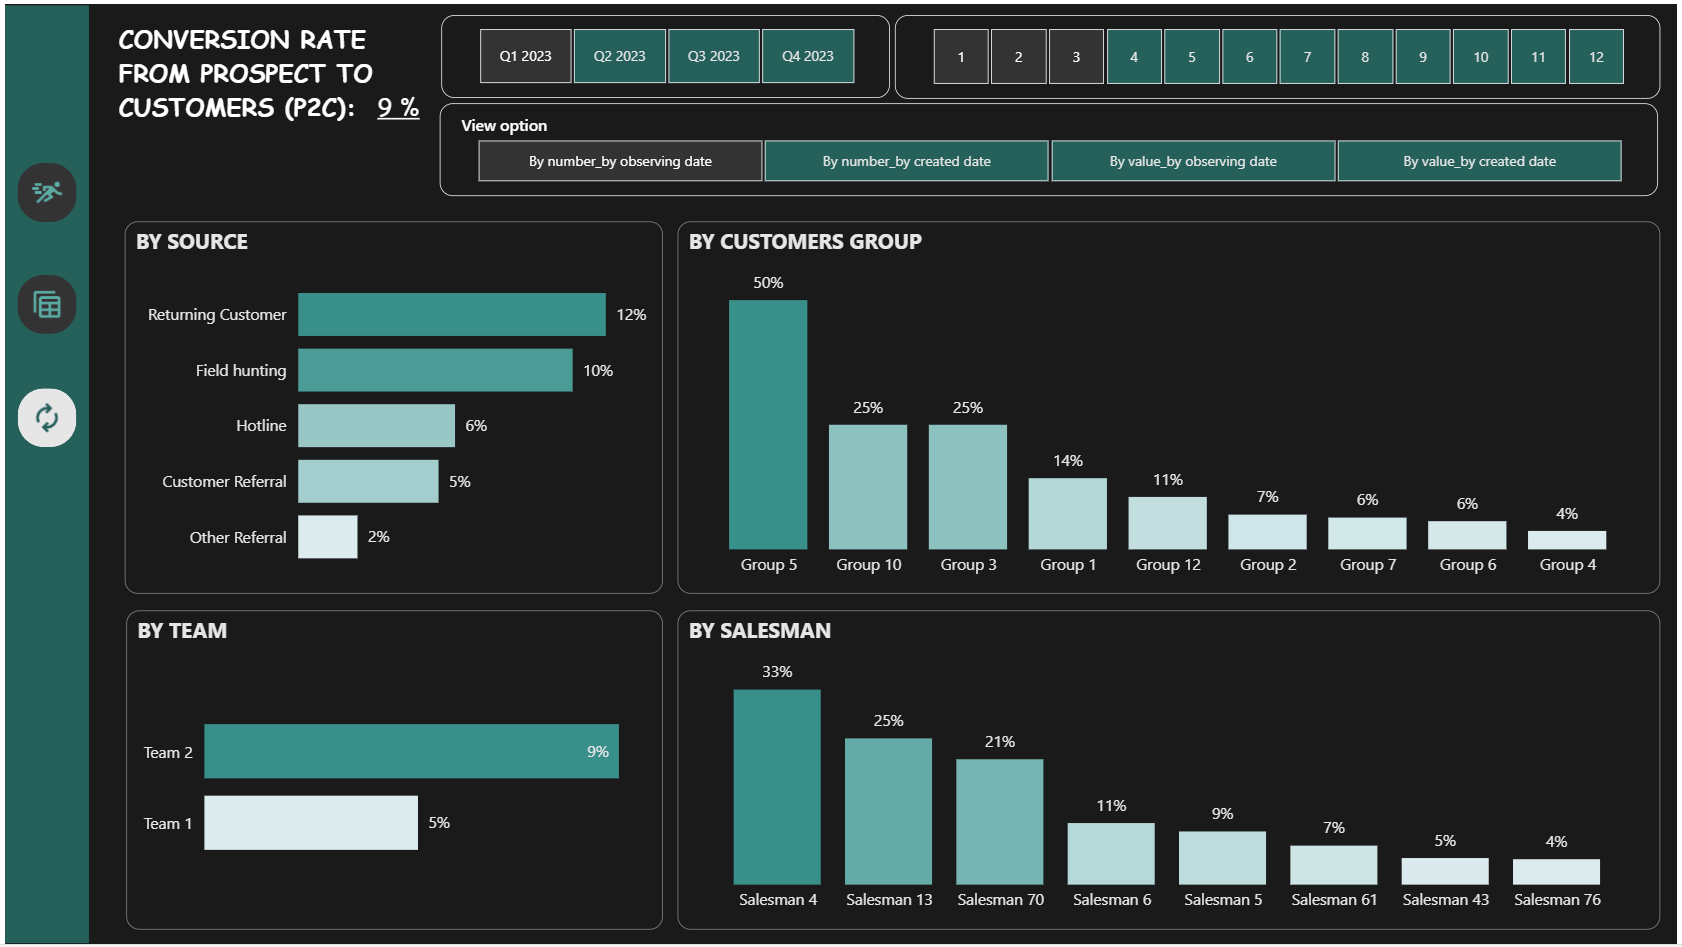 CONVERSION RATE
FROM PROSPECT TO
CUSTOMERS (P2C): 9 %
Q1 2023 Q2 2023 Q3 2023 Q4 2023
1 2 3 4 5 6 7 8 9 10 11 12
View option
By number_by observing date By number_by created date By value_by observing date By value_by created date
BY SOURCE
Returning Customer 12%
Field hunting 10%
Hotline 6%
Customer Referral 5%
Other Referral 2%
BY CUSTOMERS GROUP
50%
25% 25%
14%
11%
7%
6%
6%
4%
Group 5 Group 10 Group 3 Group 1 Group 12 Group 2 Group 7 Group 6 Group 4
BY TEAM
Team 2 9%
Team 1 5%
BY SALESMAN
33%
25%
21%
11%
9%
7%
5%
4%
Salesman 4 Salesman 13 Salesman 70 Salesman 6 Salesman 5 Salesman 61 Salesman 43 Salesman 76